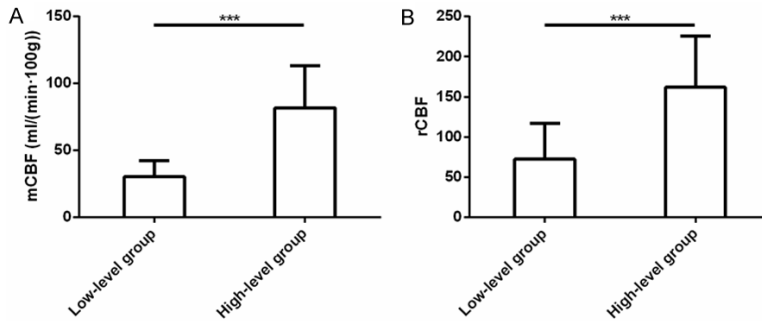 A
mCBF (ml/(min·100g))
150
100
50
0
***
Low-level group
High-level group
B
rCBF
250
200
150
100
50
0
***
Low-level group
High-level group